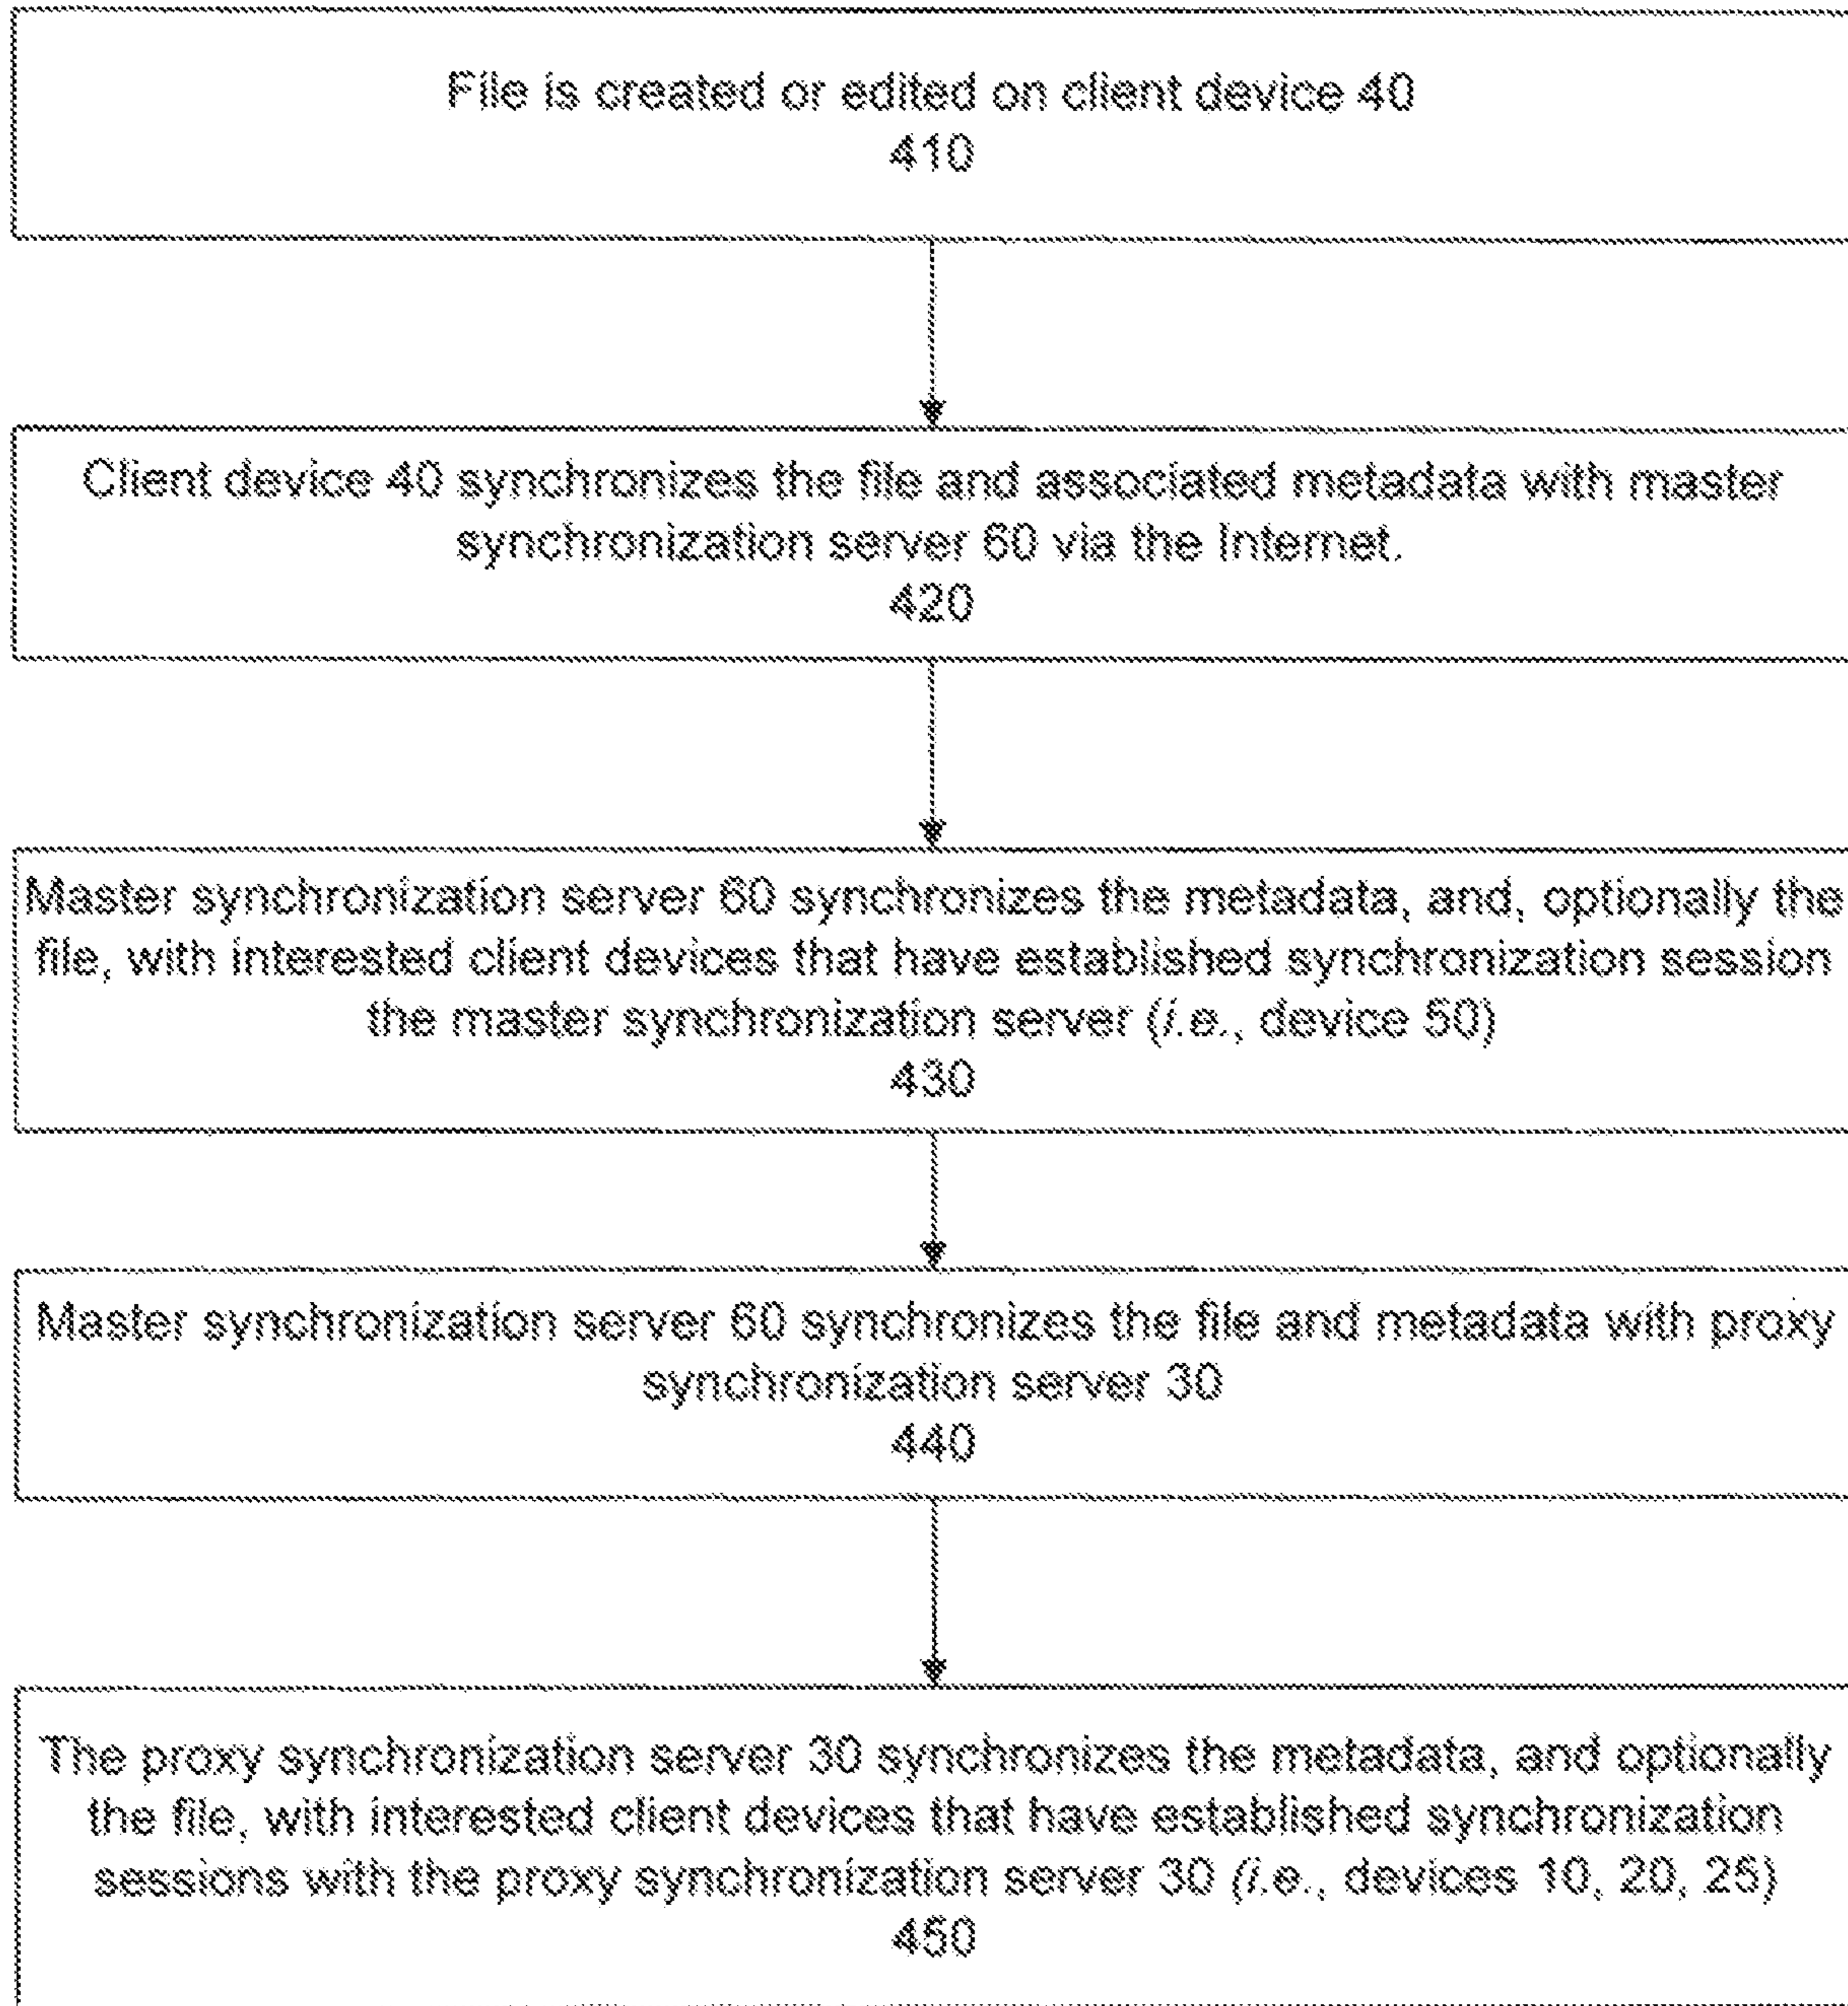 File is created or edited on client device 40
410
Client device 40 synchronizes the file and associated metadata with master
synchronization server 60 via the Internet.
420
Master synchronization server 60 synchronizes the metadata, and, optionally the
file, with interested client devices that have established synchronization session
the master synchronization server (i.e., device 50)
430
Master synchronization server 60 synchronizes the file and metadata with proxy
synchronization server 30
440
The proxy synchronization server 30 synchronizes the metadata, and optionally
the file, with interested client devices that have established synchronization
sessions with the proxy synchronization server 30 (i.e., devices 10, 20, 25)
450